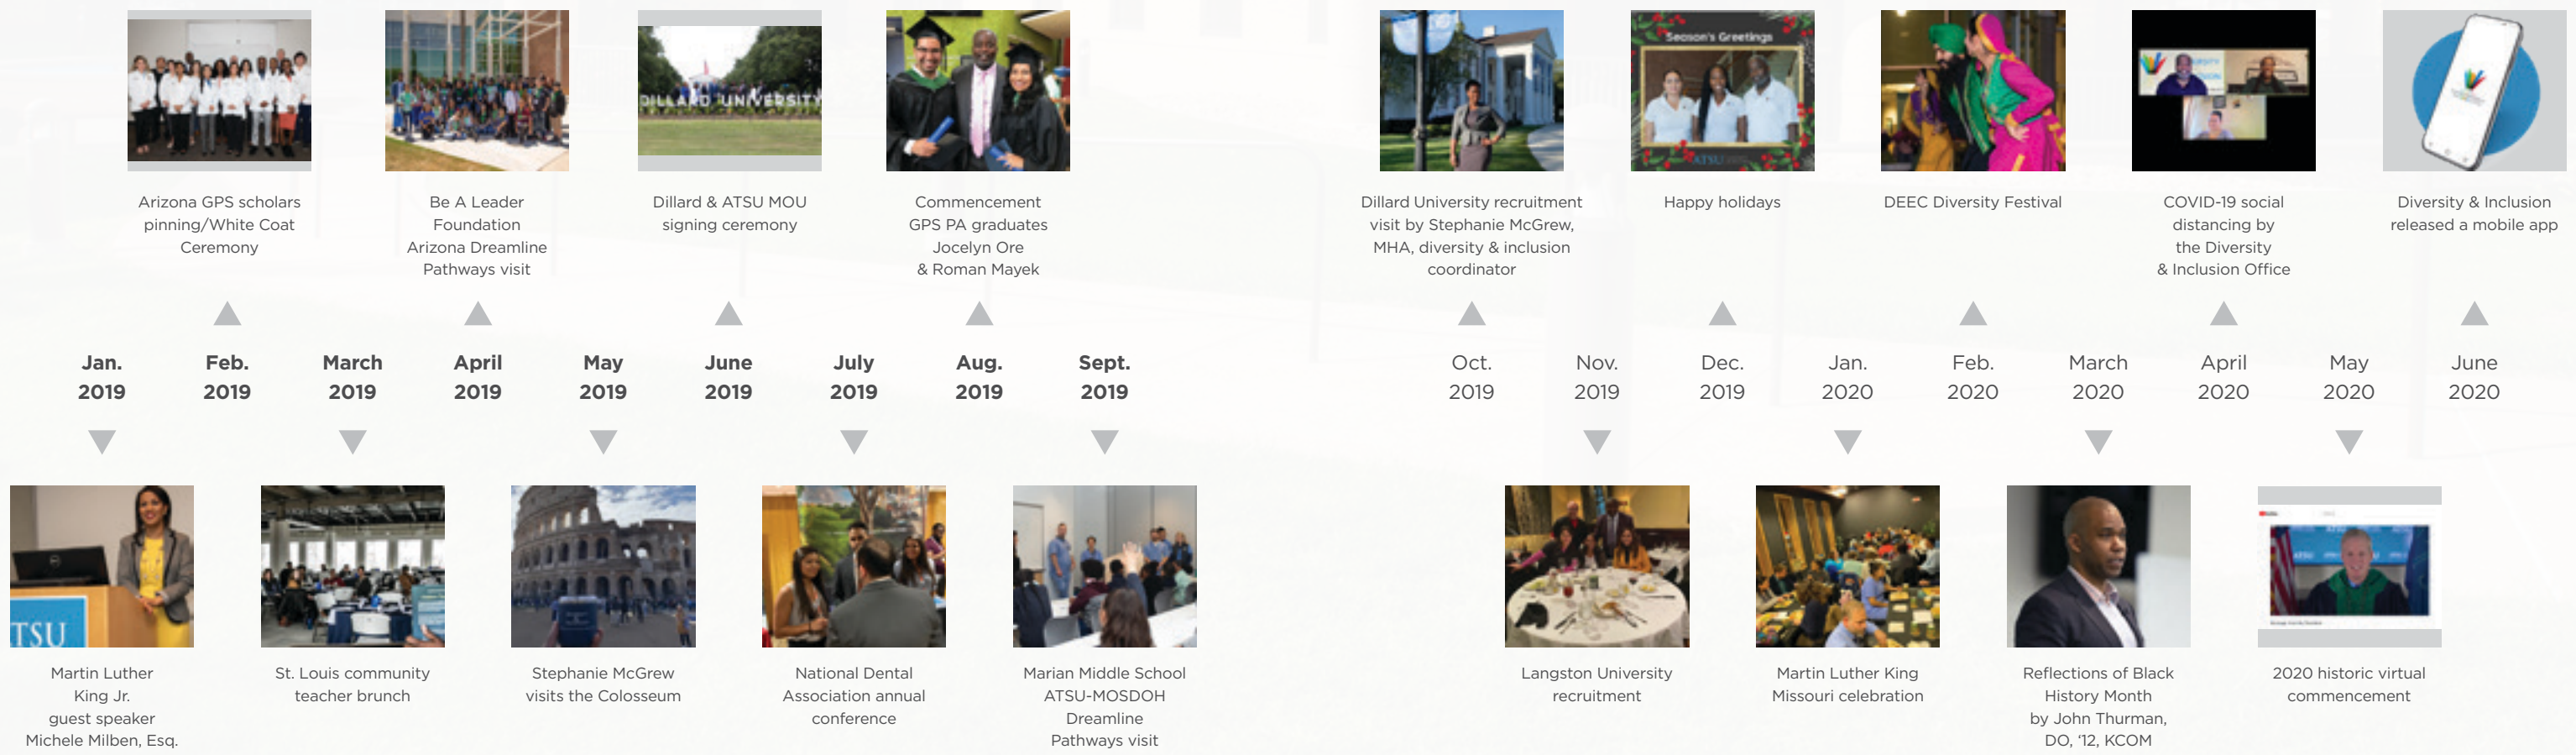 DILLARD UNIVERSITY
Season's Greetings
ATSU
Arizona GPS scholars
pinning/White Coat
Ceremony
Be A Leader
Foundation
Arizona Dreamline
Pathways visit
Dillard & ATSU MOU
signing ceremony
Commencement
GPS PA graduates
Jocelyn Ore
& Roman Mayek
Dillard University recruitment
visit by Stephanie McGrew,
MHA, diversity & inclusion
coordinator
Happy holidays
DEEC Diversity Festival
COVID-19 social
distancing by
the Diversity
& Inclusion Office
Diversity & Inclusion
released a mobile app
Jan.
2019
Feb.
2019
March
2019
April
2019
May
2019
June
2019
July
2019
Aug.
2019
Sept.
2019
Oct.
2019
Nov.
2019
Dec.
2019
Jan.
2020
Feb.
2020
March
2020
April
2020
May
2020
June
2020
TSU
ATSU
Martin Luther
King Jr.
guest speaker
Michele Milben, Esq.
St. Louis community
teacher brunch
Stephanie McGrew
visits the Colosseum
National Dental
Association annual
conference
Marian Middle School
ATSU-MOSDOH
Dreamline
Pathways visit
Langston University
recruitment
Martin Luther King
Missouri celebration
Reflections of Black
History Month
by John Thurman,
DO, ‘12, KCOM
2020 historic virtual
commencement